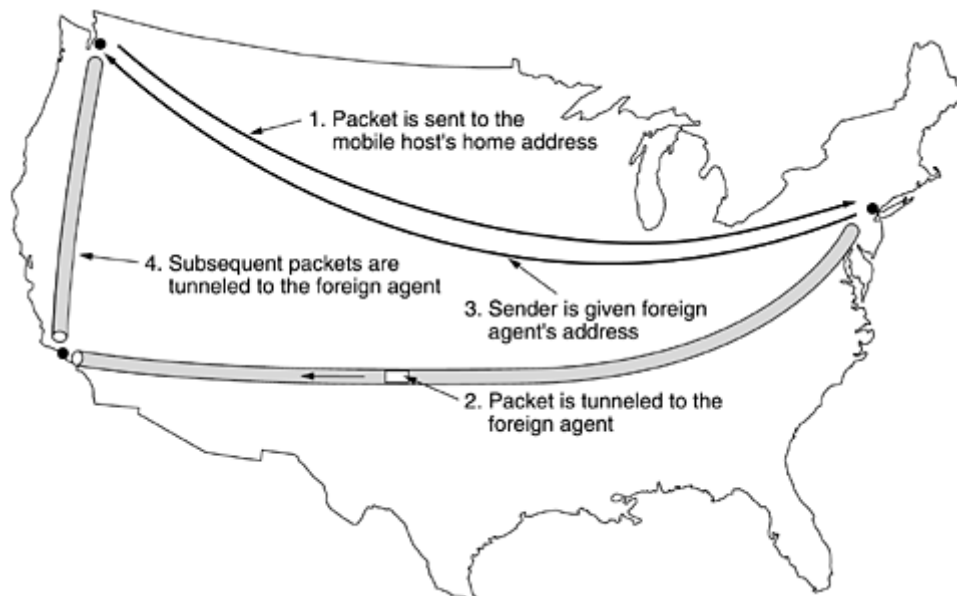 1. Packet is sent to the
mobile host's home address
4. Subsequent packets are
tunneled to the foreign agent
3. Sender is given foreign
agent's address
2. Packet is tunneled to the
foreign agent